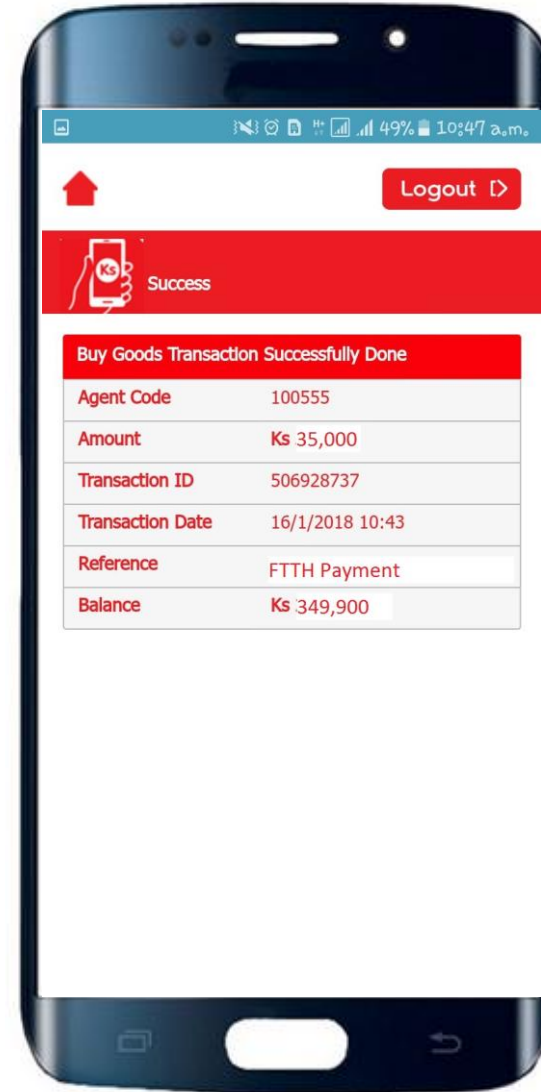 49% 10:47 a.m.
Logout
Ks
Success
Buy Goods Transaction Successfully Done
Agent Code 100555
Amount Ks 35,000
Transaction ID 506928737
Transaction Date 16/1/2018 10:43
Reference FTTH Payment
Balance Ks 349,900